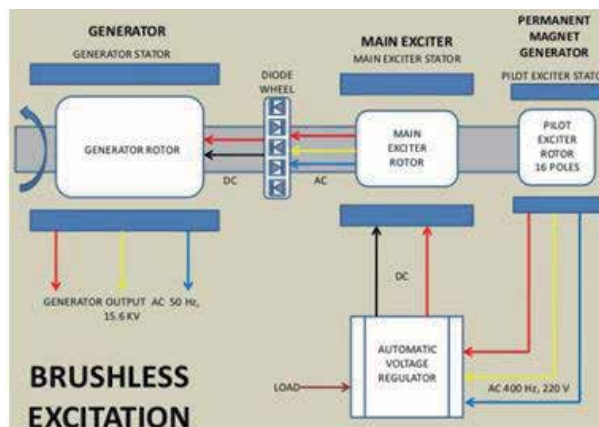 GENERATOR
GENERATOR STATOR
MAIN EXCITER
MAIN EXCITER STATOR
PERMANENT
MAGNET
GENERATOR
PILOT EXCITER STATOR
DIODE
WHEEL
GENERATOR ROTOR
MAIN
EXCITER
ROTOR
PILOT
EXCITER
ROTOR
16 POLES
DC
AC
GENERATOR OUTPUT AC 50 Hz,
15.6 KV
DC
AUTOMATIC
VOLTAGE
REGULATOR
LOAD
AC 400 Hz, 220 V
BRUSHLESS
EXCITATION